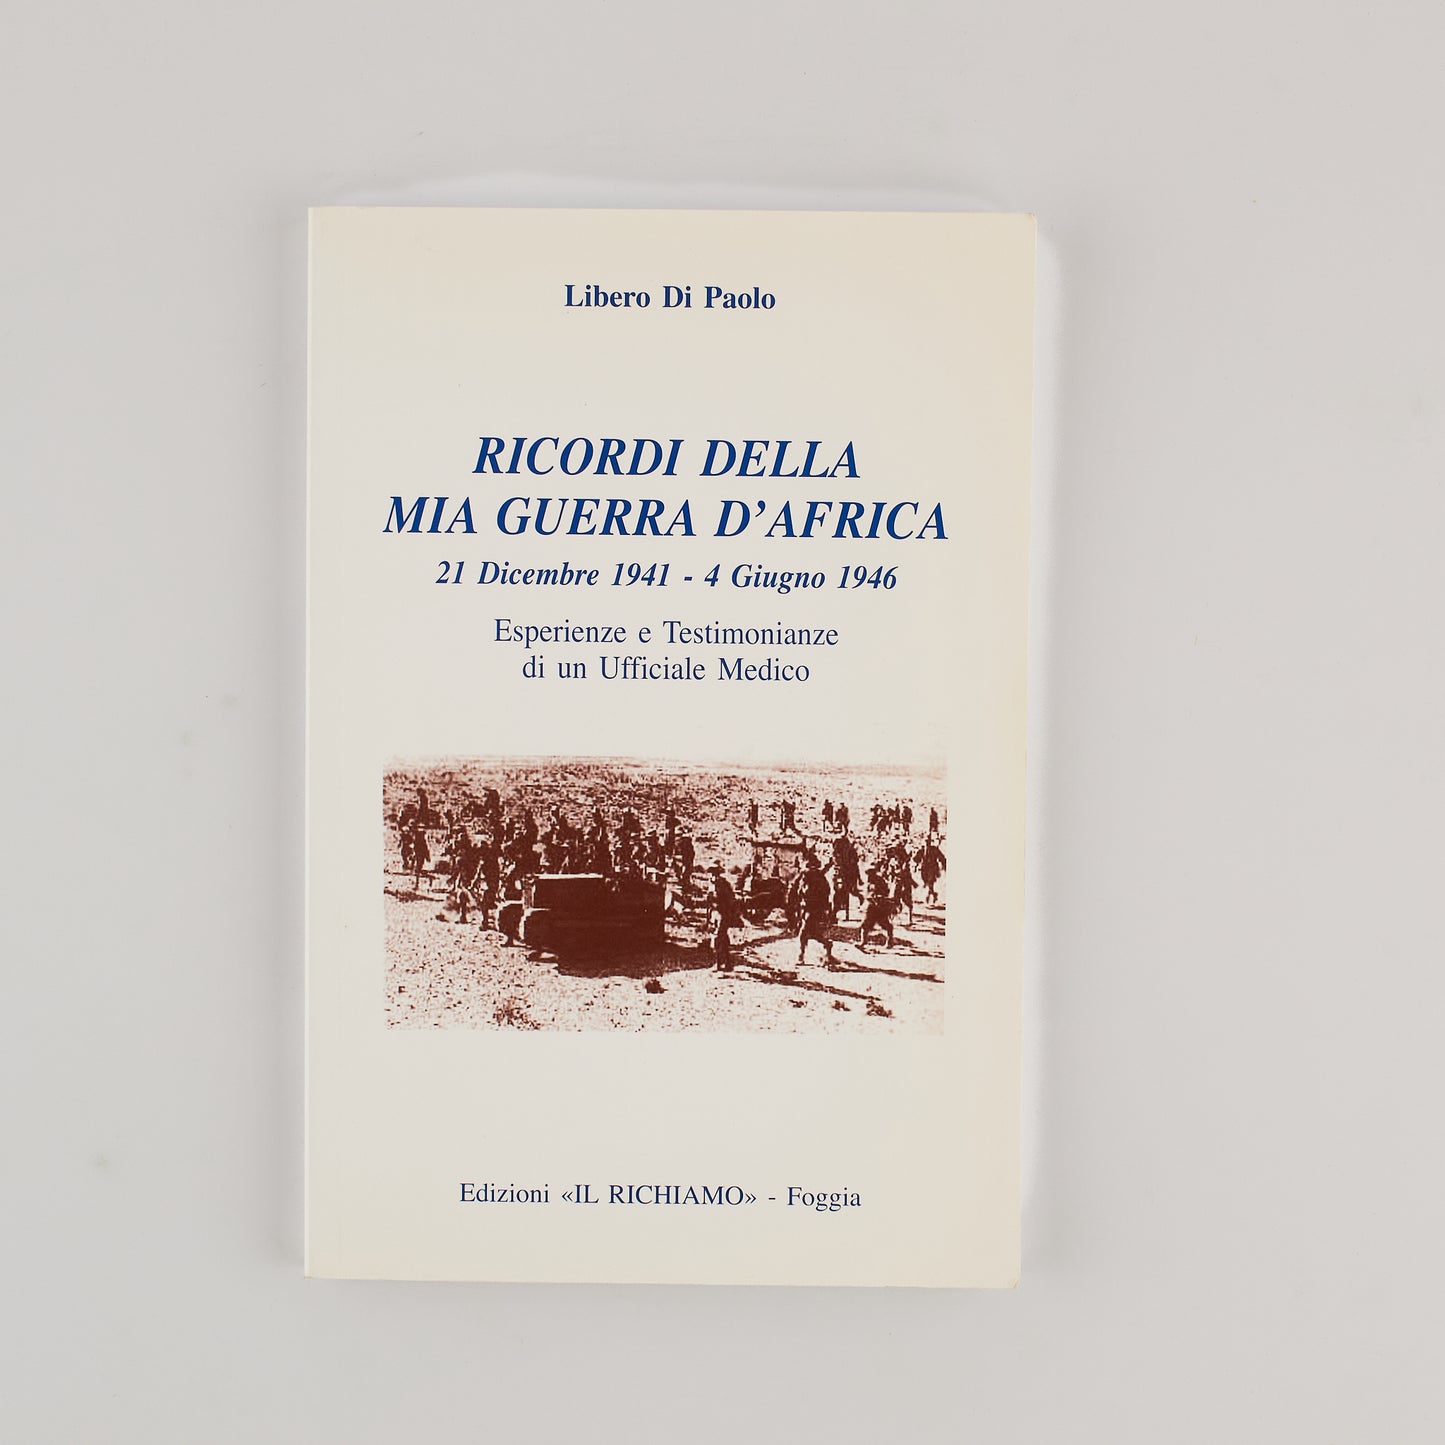 Libero Di Paolo
RICORDI DELLA
MIA GUERRA D'AFRICA
21 Dicembre 1941 - 4 Giugno 1946
Esperienze e Testimonianze
di un Ufficiale Medico
Edizioni «IL RICHIAMO» - Foggia